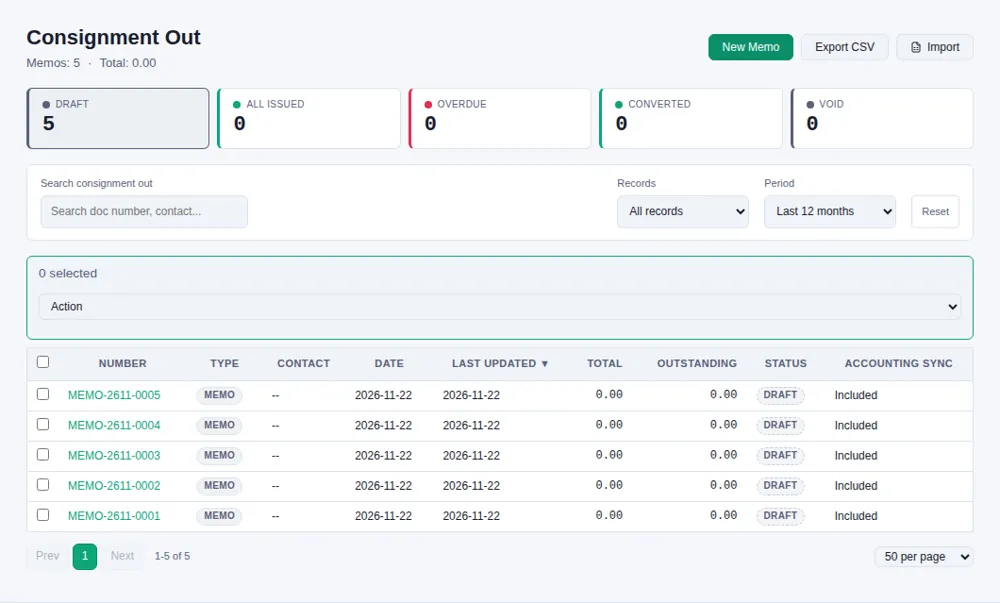 Consignment Out
Memos: 5 · Total: 0.00
New Memo
Export CSV
Import
DRAFT
5
ALL ISSUED
0
OVERDUE
0
CONVERTED
0
VOID
0
Search consignment out
Search doc number, contact...
Records
All records
Period
Last 12 months
Reset
0 selected
Action
NUMBER TYPE CONTACT DATE LAST UPDATED ▼ TOTAL OUTSTANDING STATUS ACCOUNTING SYNC
MEMO-2611-0005 MEMO -- 2026-11-22 2026-11-22 0.00 0.00 DRAFT Included
MEMO-2611-0004 MEMO -- 2026-11-22 2026-11-22 0.00 0.00 DRAFT Included
MEMO-2611-0003 MEMO -- 2026-11-22 2026-11-22 0.00 0.00 DRAFT Included
MEMO-2611-0002 MEMO -- 2026-11-22 2026-11-22 0.00 0.00 DRAFT Included
MEMO-2611-0001 MEMO -- 2026-11-22 2026-11-22 0.00 0.00 DRAFT Included
Prev 1 Next 1-5 of 5
50 per page